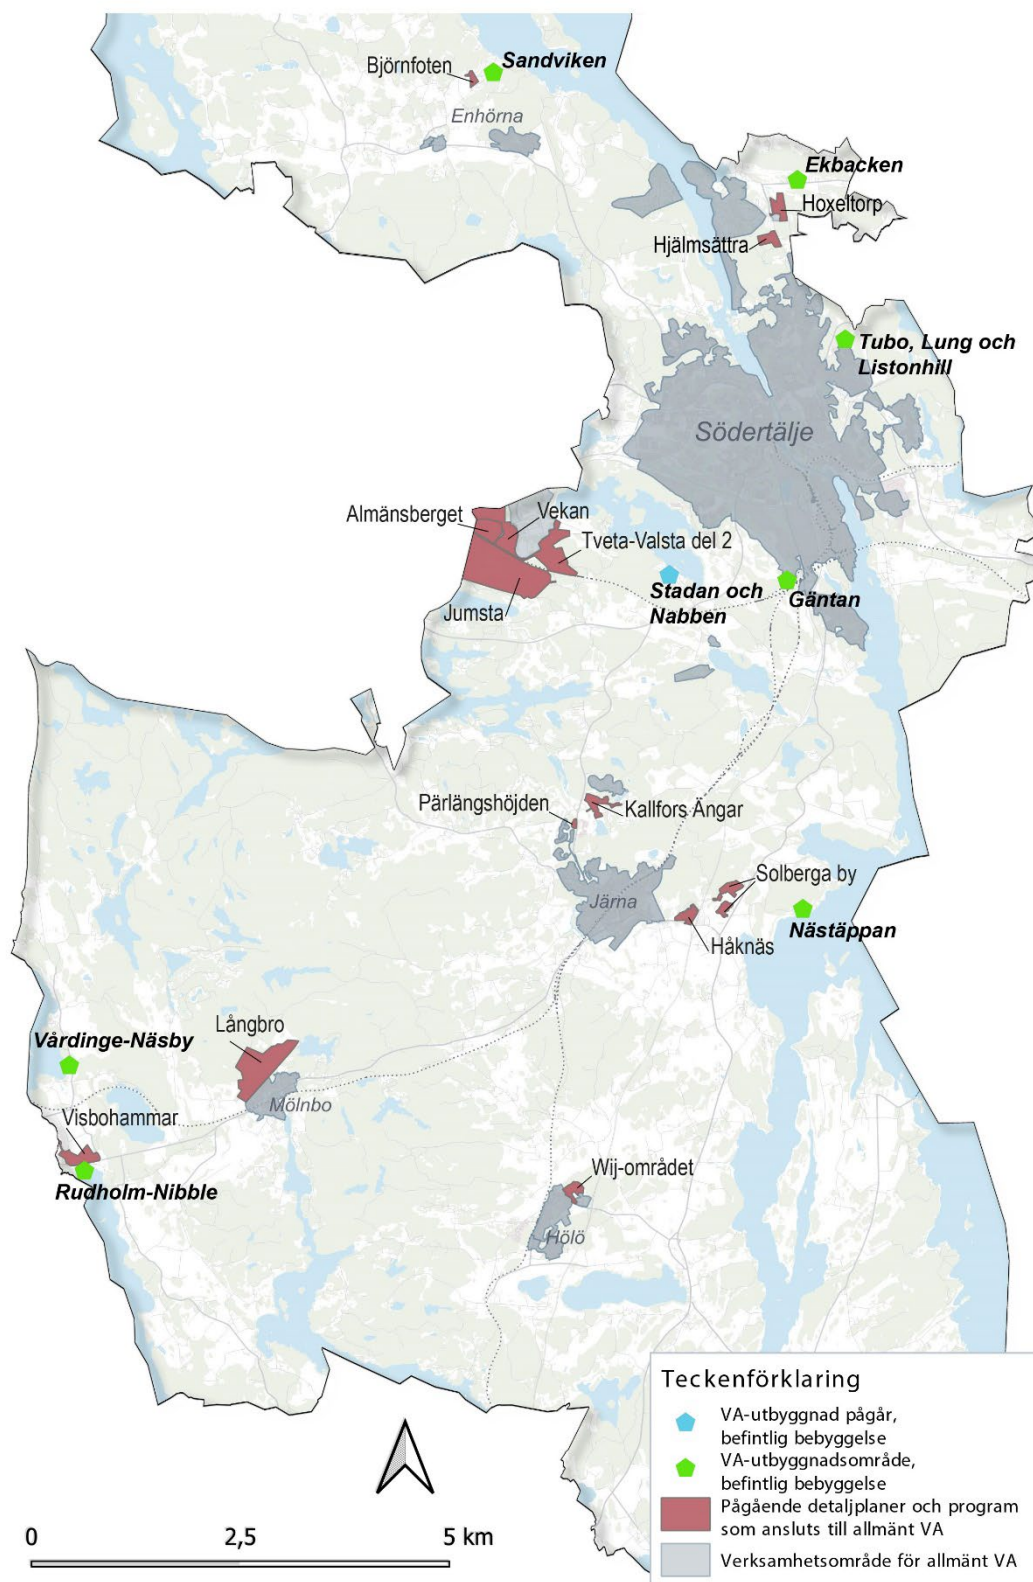 Björnfoten
Sandviken
Enhörna
Ekbacken
Hoxeltorp
Hjälmsättra
Tubo, Lung och
Listonhill
Södertälje
Almänsberget
Vekan
Tveta-Valsta del 2
Jumsta
Stadan och
Nabben
Gäntan
Pärlängshöjden
Kallfors Ängar
Solberga by
Järna
Håknäs
Nästäppan
Långbro
Vårdinge-Näsby
Mölnbo
Visbohammar
Rudholm-Nibble
Wij-området
Hölö
Teckenförklaring
VA-utbyggnad pågår,
befintlig bebyggelse
VA-utbyggnadsområde,
befintlig bebyggelse
Pågående detaljplaner och program
som ansluts till allmänt VA
Verksamhetsområde för allmänt VA
0 2,5 5 km